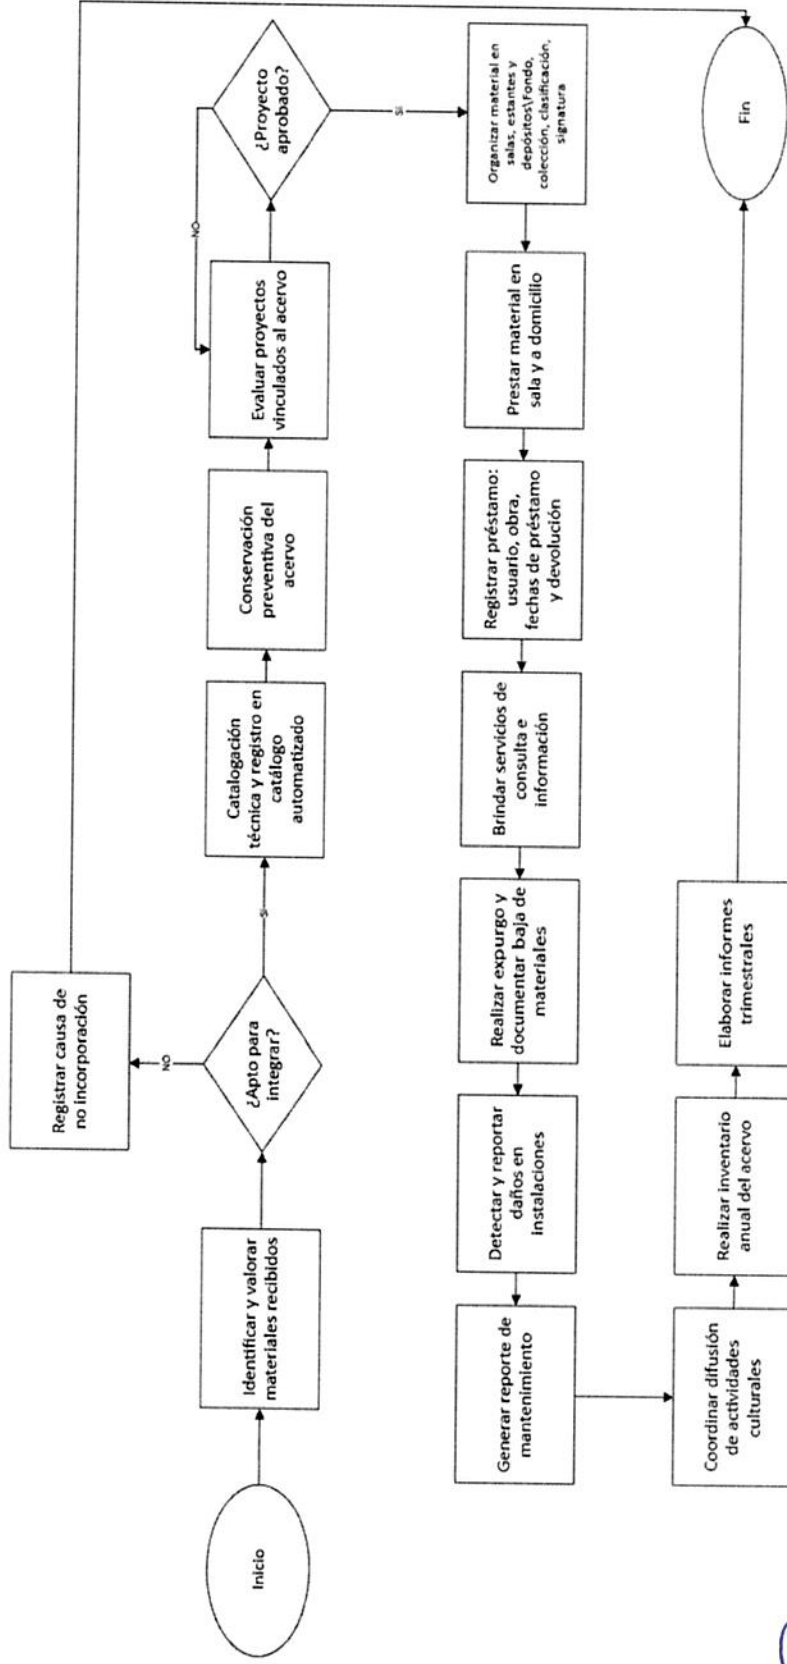 Inicio
Identificar y valorar
materiales recibidos
¿Apto para
integrar?
NO
Registrar causa de
no incorporación
SI
Catalogación
técnica y registro en
catálogo
automatizado
Conservación
preventiva del
acervo
Evaluar proyectos
vinculados al acervo
¿Proyecto
aprobado?
NO
SI
Organizar material en
salas, estantes y
depósitos\Fondo,
colección, clasificación,
signatura
Prestar material en
sala y a domicilio
Registrar préstamo:
usuario, obra,
fechas de préstamo
y devolución
Brindar servicios de
consulta e
información
Realizar expurgo y
documentar baja de
materiales
Detectar y reportar
daños en
instalaciones
Generar reporte de
mantenimiento
Coordinar difusión
de actividades
culturales
Realizar inventario
anual del acervo
Elaborar informes
trimestrales
Fin